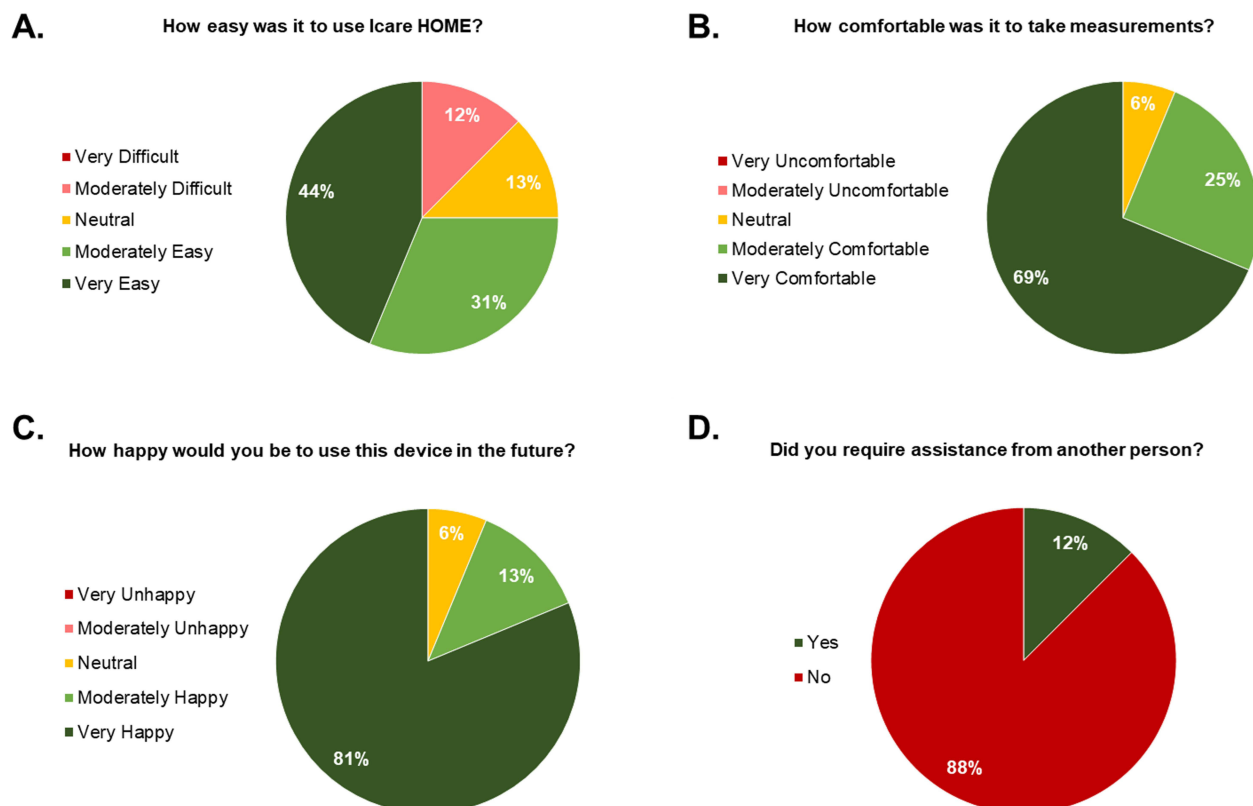 A.
How easy was it to use Icare HOME?
Very Difficult
Moderately Difficult
Neutral
Moderately Easy
Very Easy
12%
13%
31%
44%
B.
How comfortable was it to take measurements?
Very Uncomfortable
Moderately Uncomfortable
Neutral
Moderately Comfortable
Very Comfortable
6%
25%
69%
C.
How happy would you be to use this device in the future?
Very Unhappy
Moderately Unhappy
Neutral
Moderately Happy
Very Happy
6%
13%
81%
D.
Did you require assistance from another person?
Yes
No
12%
88%